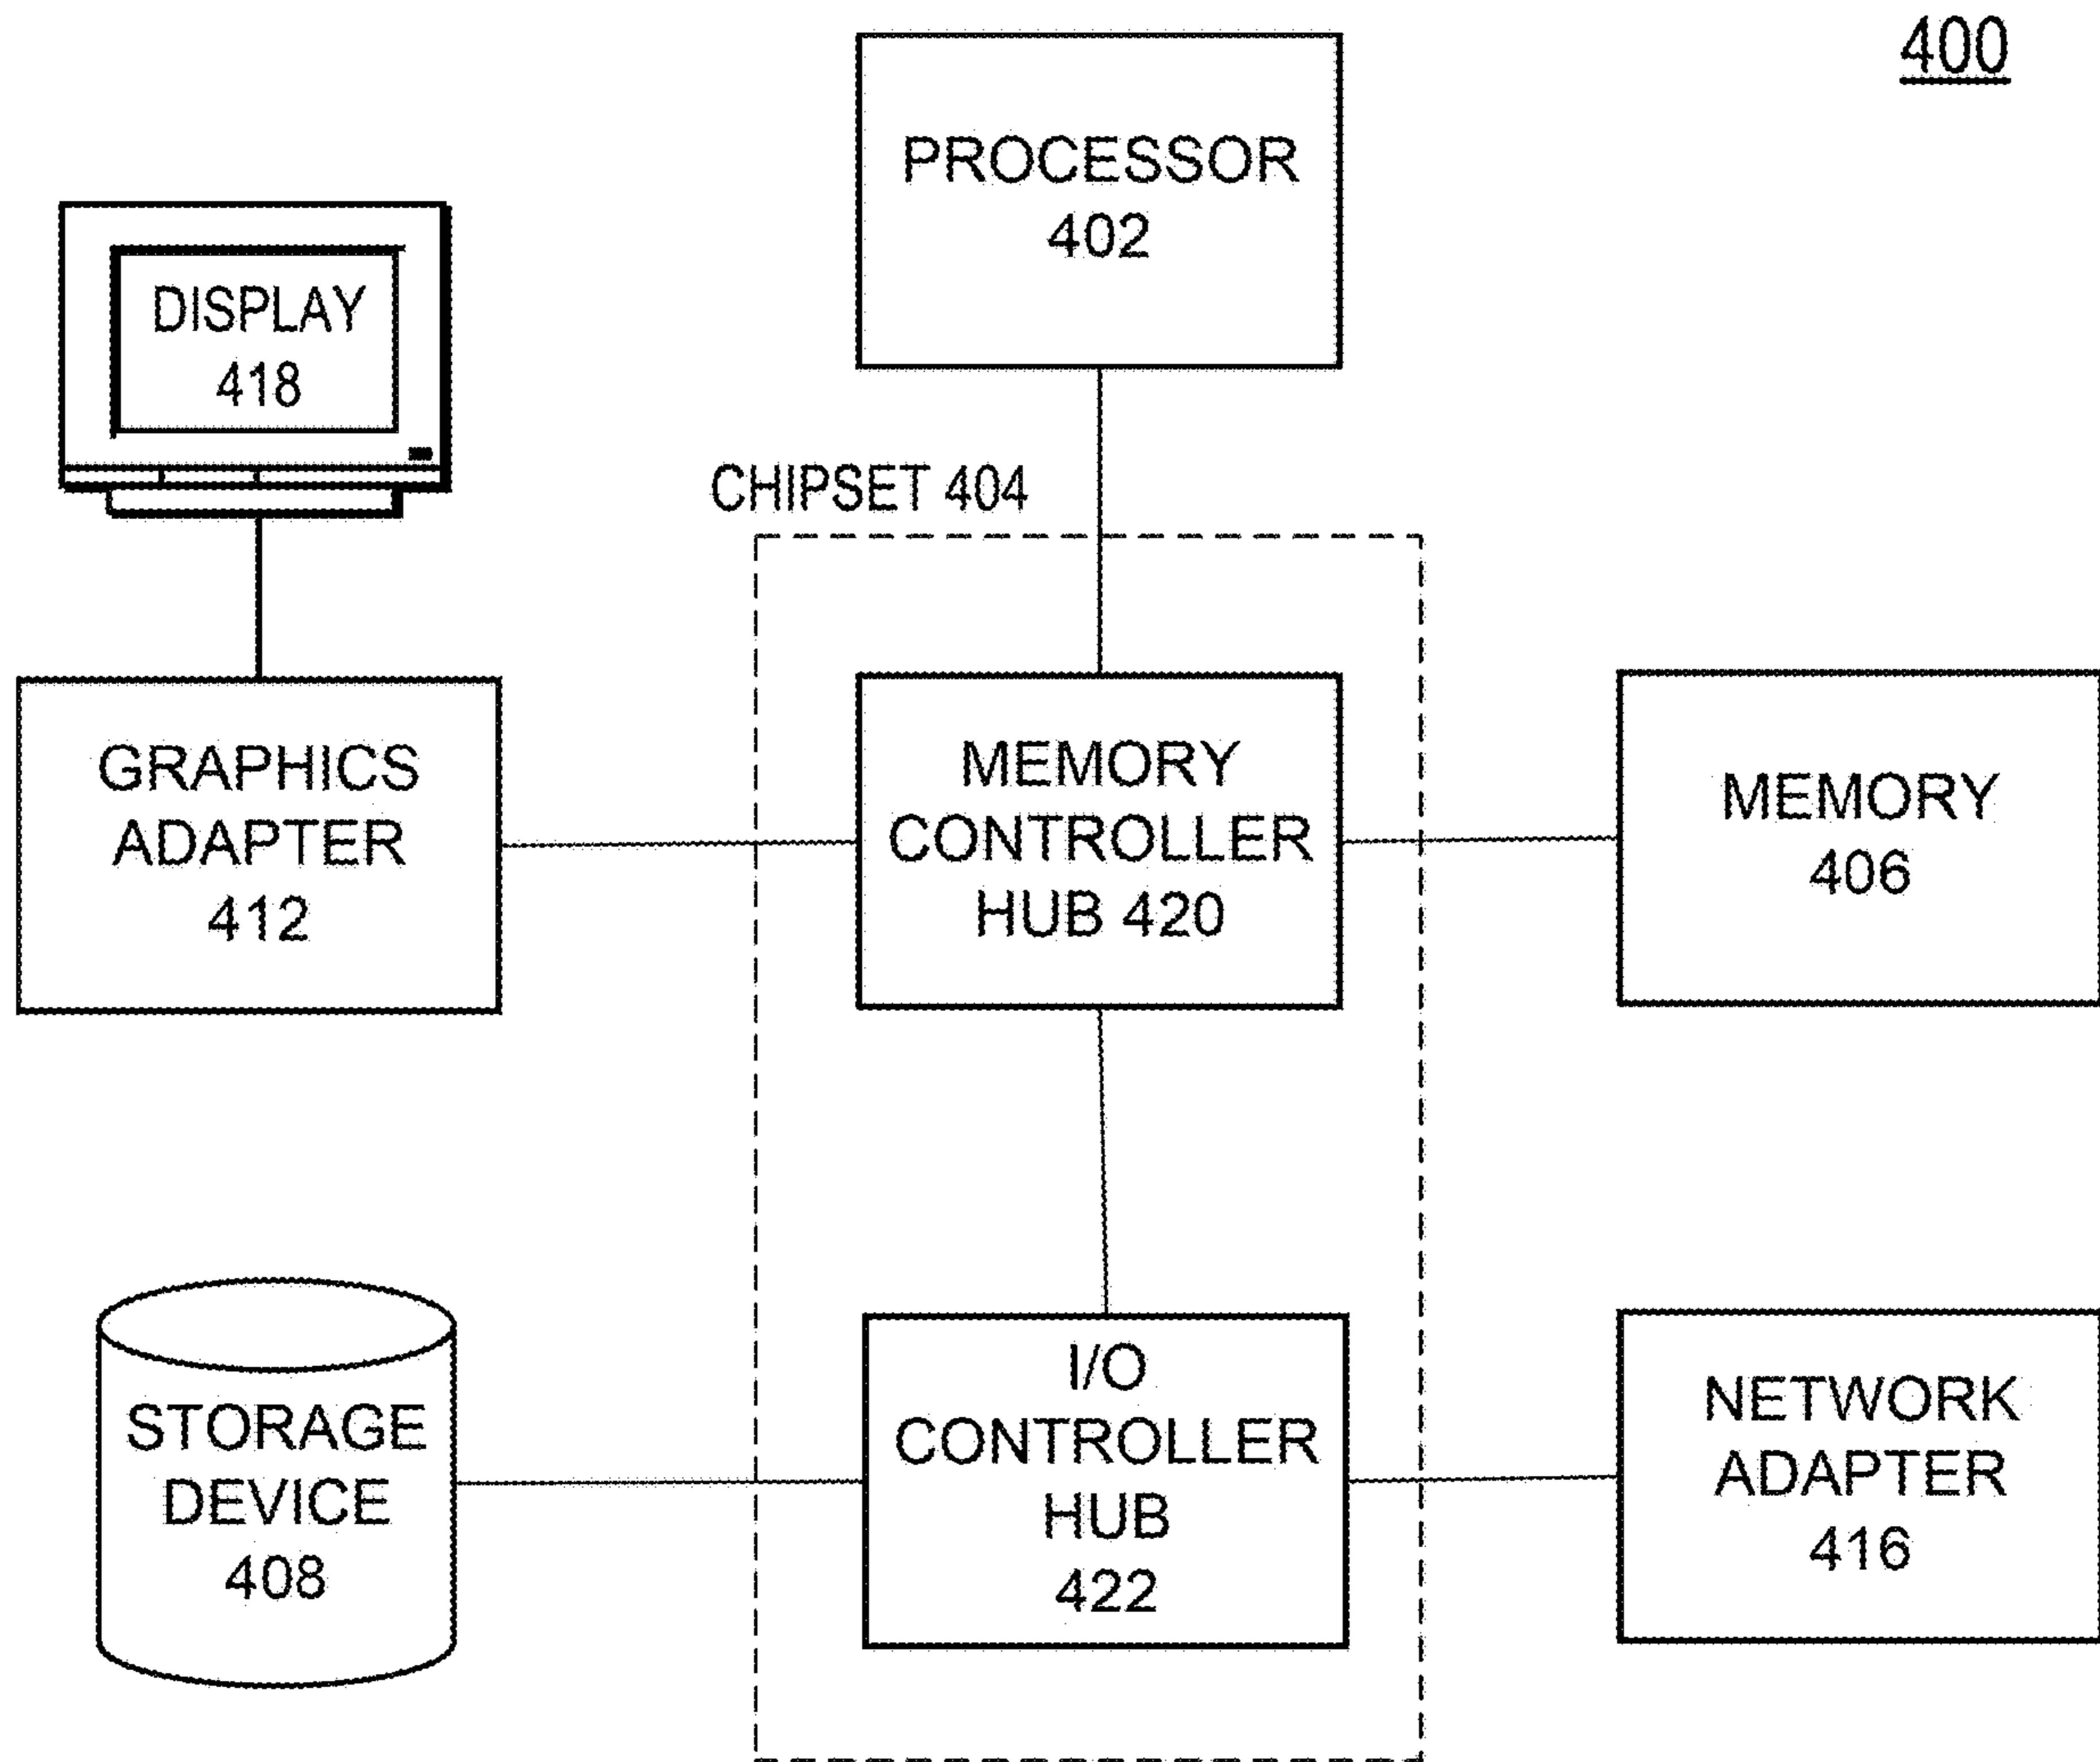 400
PROCESSOR
402
DISPLAY
418
CHIPSET 404
GRAPHICS
ADAPTER
412
MEMORY
CONTROLLER
HUB 420
MEMORY
406
STORAGE
DEVICE
408
I/O
CONTROLLER
HUB
422
NETWORK
ADAPTER
416